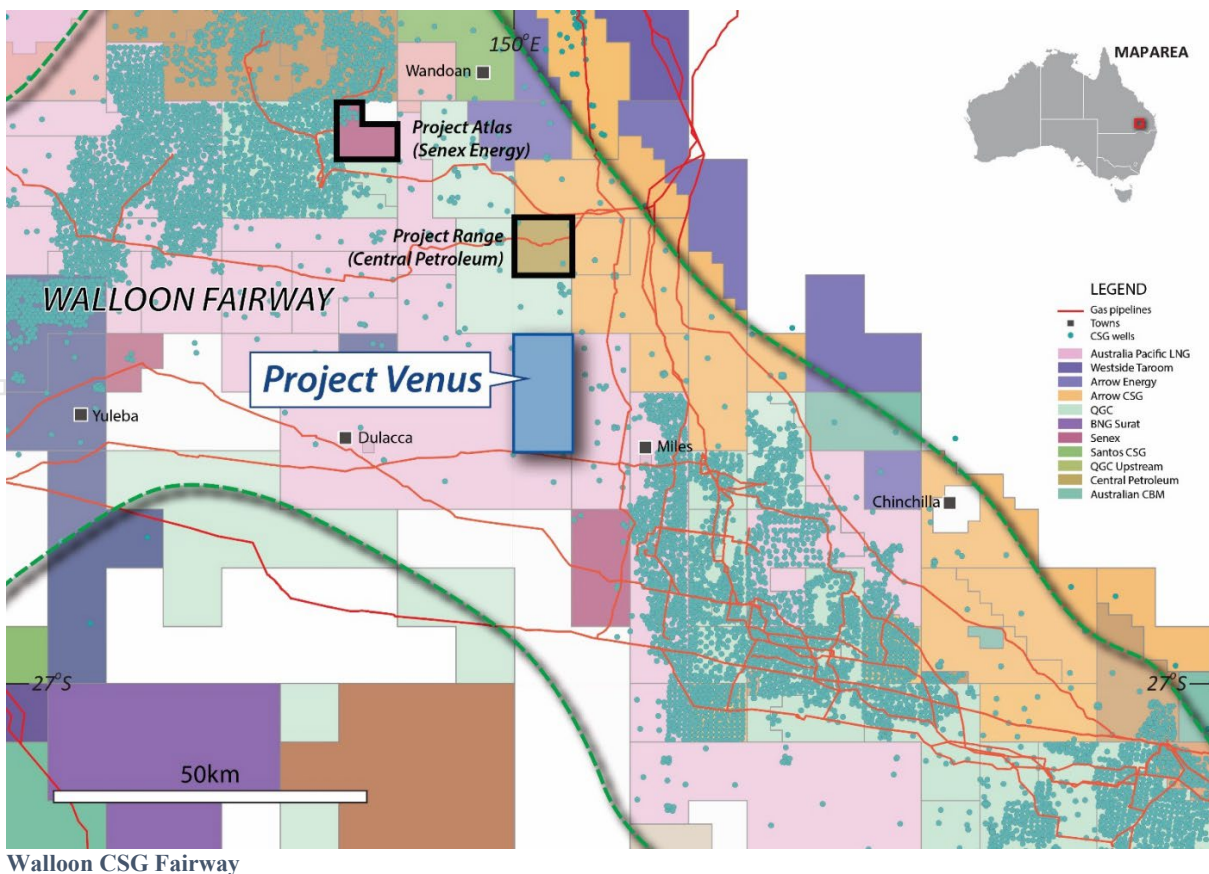 150°E
MAPAREA
Wandoan
Project Atlas
(Senex Energy)
Project Range
(Central Petroleum)
WALLOON FAIRWAY
Project Venus
Yuleba
Dulacca
Miles
Chinchilla
LEGEND
Gas pipelines
Towns
CSG wells
Australia Pacific LNG
Westside Taroom
Arrow Energy
Arrow CSG
QGC
BNG Surat
Senex
Santos CSG
QGC Upstream
Central Petroleum
Australian CBM
27°S
27°S
50km
Walloon CSG Fairway